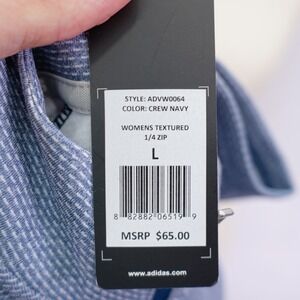 STYLE: ADVW0064
COLOR: CREW NAVY
WOMENS TEXTURED
1/4 ZIP
L
8 82882 06519 9
MSRP $65.00
www.adidas.com